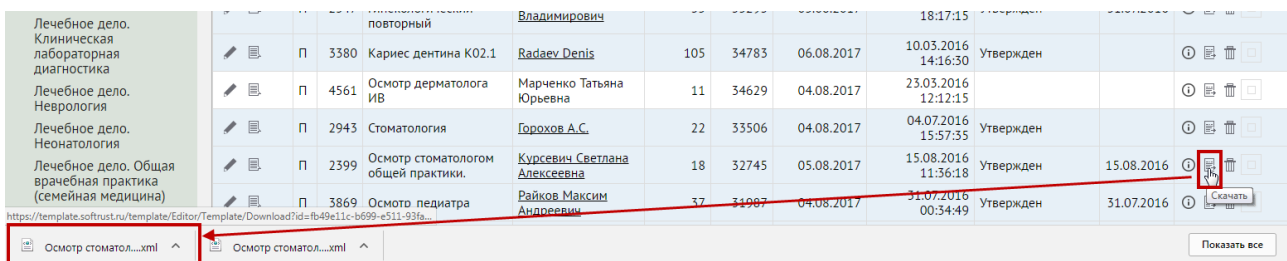 Лечебное дело.
Клиническая
лабораторная
диагностика
Лечебное дело.
Неврология
Лечебное дело.
Неонатология
Лечебное дело. Общая
врачебная практика
(семейная медицина)
повторный Владимирович 18:17:15
П 3380 Кариес дентина K02.1 Radaev Denis 105 34783 06.08.2017 10.03.2016 14:16:30 Утвержден
П 4561 Осмотр дерматолога ИВ Марченко Татьяна Юрьевна 11 34629 04.08.2017 23.03.2016 12:12:15
П 2943 Стоматология Горохов А.С. 22 33506 04.08.2017 04.07.2016 15:57:35 Утвержден
П 2399 Осмотр стоматологом общей практики. Курсевич Светлана Алексеевна 18 32745 05.08.2017 15.08.2016 11:36:18 Утвержден 15.08.2016
П 3869 Осмотр педиатра Райков Максим Андреевич 37 31987 04.08.2017 31.07.2016 00:34:49 Утвержден 31.07.2016
Скачать
https://template.softrust.ru/template/Editor/Template/Download?id=fb49e11c-b699-e511-93fa...
Осмотр стоматол....xml
Осмотр стоматол....xml
Показать все